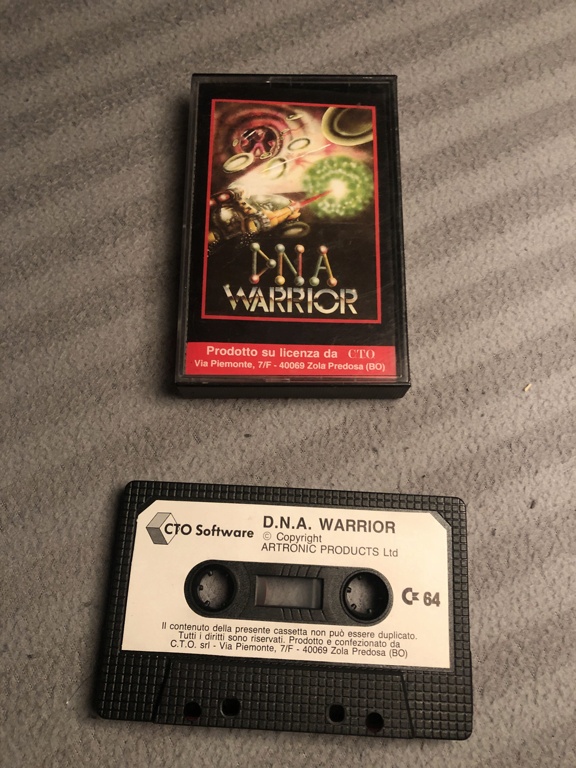 D.N.A
WARRIOR
Prodotto su licenza da CTO
Via Piemonte, 7/F - 40069 Zola Predosa (BO)
CTO Software D.N.A. WARRIOR
© Copyright
ARTRONIC PRODUCTS Ltd
C= 64
Il contenuto della presente cassetta non può essere duplicato.
Tutti i diritti sono riservati. Prodotto e confezionato da
C.T.O. srl - Via Piemonte, 7/F - 40069 Zola Predosa (BO)